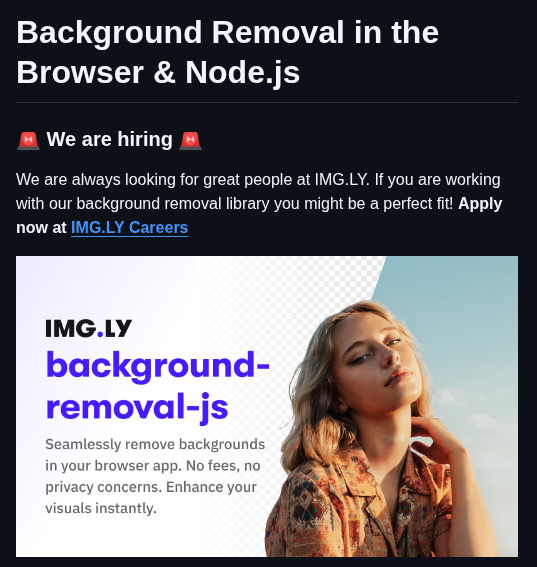 Background Removal in the
Browser & Node.js
🚨 We are hiring 🚨
We are always looking for great people at IMG.LY. If you are working
with our background removal library you might be a perfect fit! Apply
now at IMG.LY Careers
IMG.LY
background-
removal-js
Seamlessly remove backgrounds
in your browser app. No fees, no
privacy concerns. Enhance your
visuals instantly.